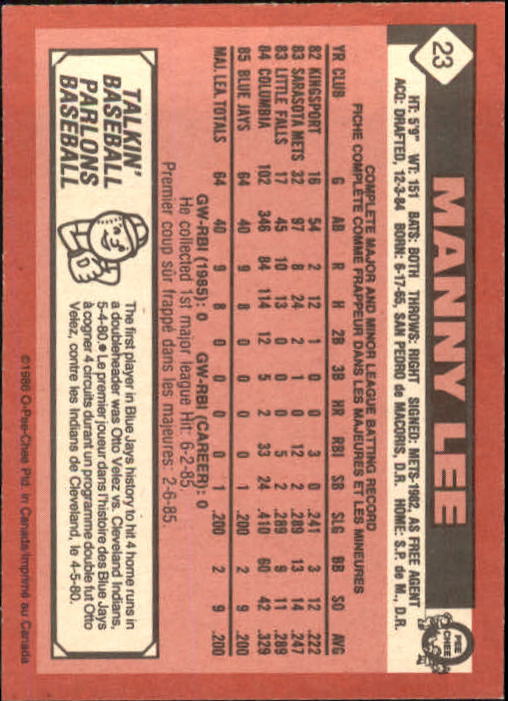 23
MANNY LEE
O PEE CHEE
HT: 5'9" WT: 151 BATS: BOTH THROWS: RIGHT SIGNED: METS-1982, AS FREE AGENT
ACQ: DRAFTED, 12-3-84 BORN: 6-17-65, SAN PEDRO de MACORIS, D.R. HOME: S.P. de M., D.R.
COMPLETE MAJOR AND MINOR LEAGUE BATTING RECORD
FICHE COMPLÈTE COMME FRAPPEUR DANS LES MAJEURES ET LES MINEURES
YR CLUB G AB R H 2B 3B HR RBI SB SLG BB SO AVG
82 KINGSPORT 16 54 2 12 1 0 0 3 0 .241 3 12 .222
83 SARASOTA METS 32 97 8 24 2 1 0 12 2 .289 13 14 .247
83 LITTLE FALLS 17 45 10 13 0 0 0 5 2 .289 9 11 .289
84 COLUMBIA 102 346 84 114 12 5 2 33 24 .410 60 42 .329
85 BLUE JAYS 64 40 9 8 0 0 0 0 1 .200 2 9 .200
MAJ. LEA. TOTALS 64 40 9 8 0 0 0 0 1 .200 2 9 .200
GW-RBI (1985): 0 GW-RBI (CAREER): 0
He collected 1st major league Hit: 6-2-85.
Premier coup sûr frappé dans les majeures: 2-6-85.
TALKIN'
BASEBALL
PARLONS
BASEBALL
The first player in Blue Jays history to hit 4 home runs in
a doubleheader was Otto Velez vs. Cleveland Indians,
5-4-80.• Le premier joueur dans l'histoire des Blue Jays
à cogner 4 circuits durant un programme double fut Otto
Velez, contre les Indians de Cleveland, le 4-5-80.
©1986 O-Pee-Chee Ptd. in Canada/Imprimé au Canada